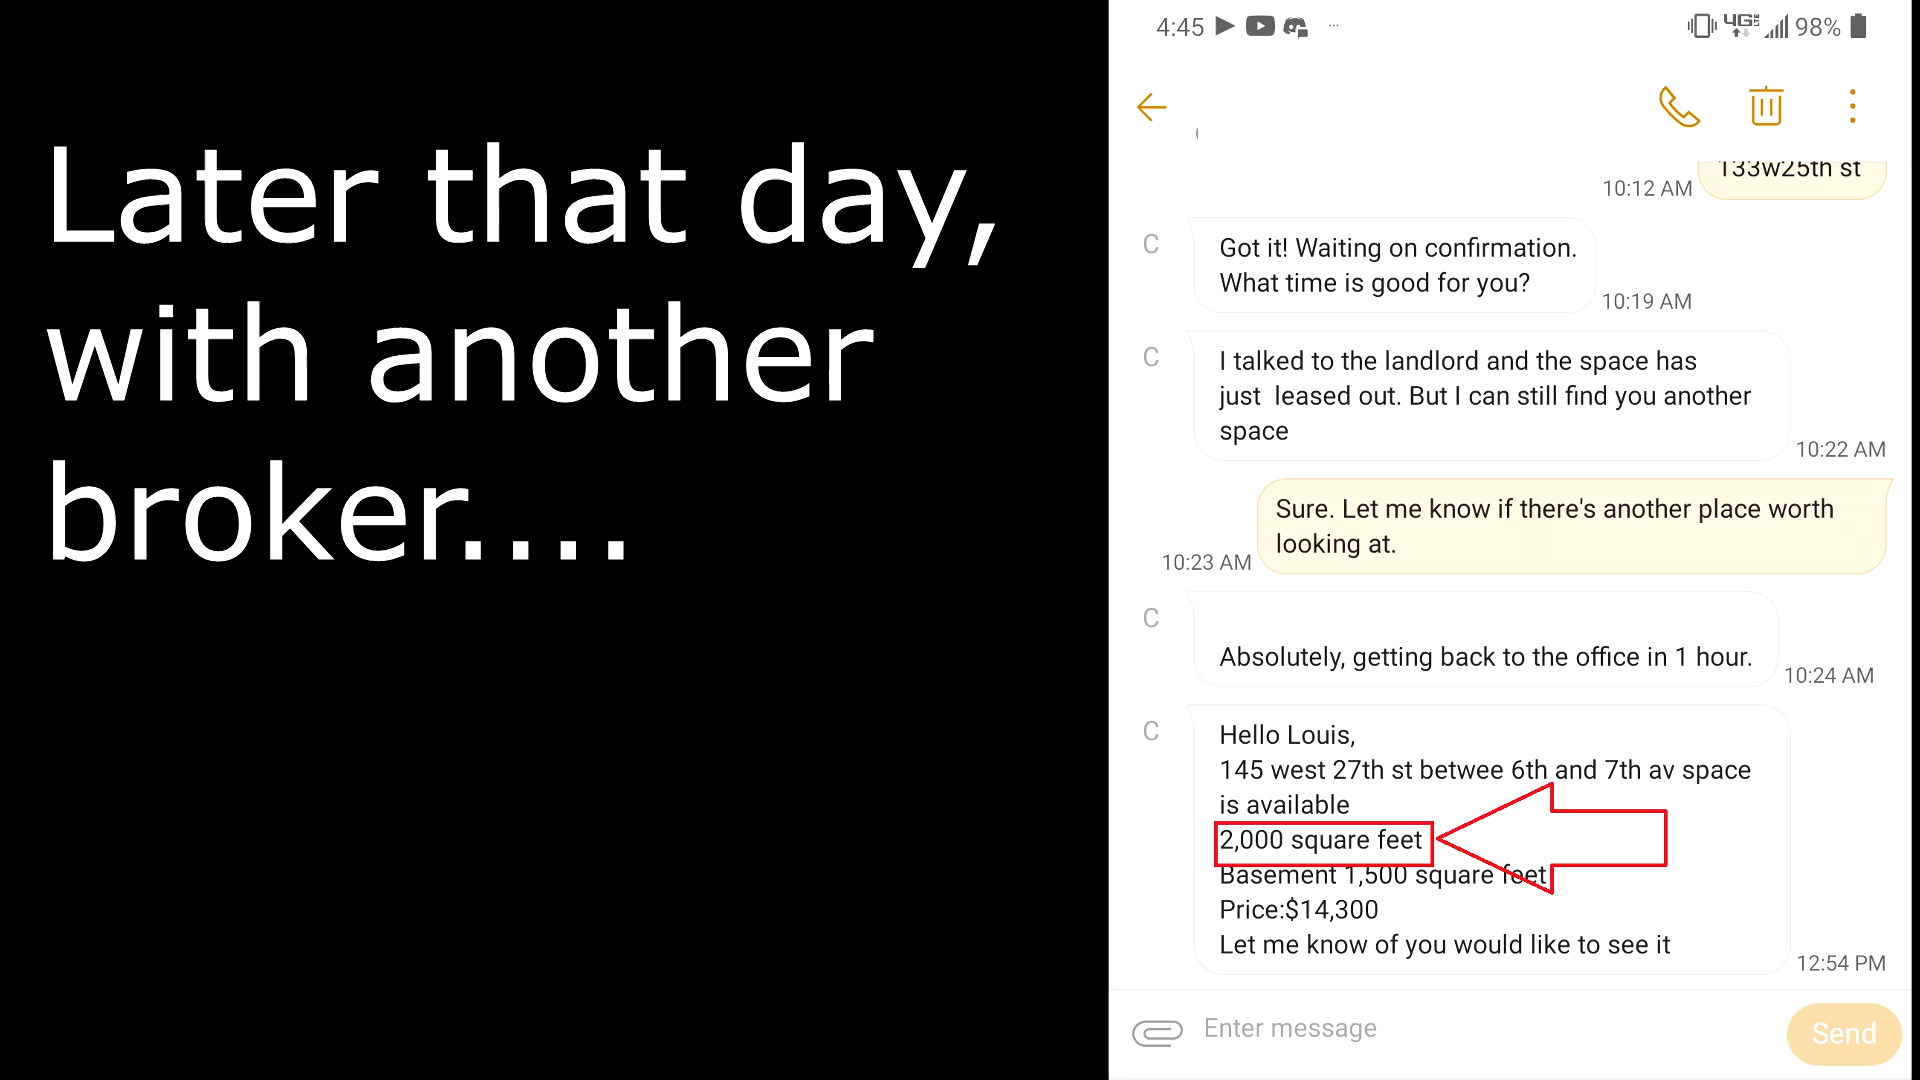 Later that day,
with another
broker....
4:45
4G
98%
133w25th st
10:12 AM
C
Got it! Waiting on confirmation.
What time is good for you?
10:19 AM
C
I talked to the landlord and the space has
just  leased out. But I can still find you another
space
10:22 AM
Sure. Let me know if there's another place worth
looking at.
10:23 AM
C
Absolutely, getting back to the office in 1 hour.
10:24 AM
C
Hello Louis,
145 west 27th st betwee 6th and 7th av space
is available
2,000 square feet
Basement 1,500 square feet
Price:$14,300
Let me know of you would like to see it
12:54 PM
Enter message
Send